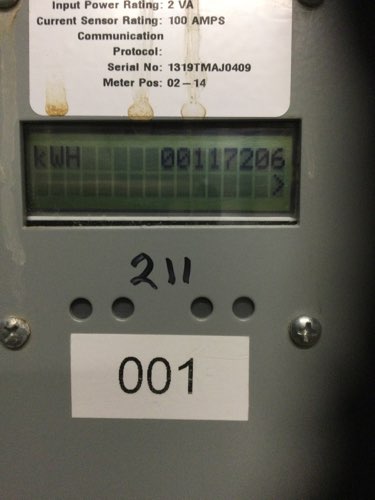 Input Power Rating: 2 VA
Current Sensor Rating: 100 AMPS
Communication
Protocol:
Serial No: 1319TMAJ0409
Meter Pos: 02-14
kWH 00117206
>
211
001